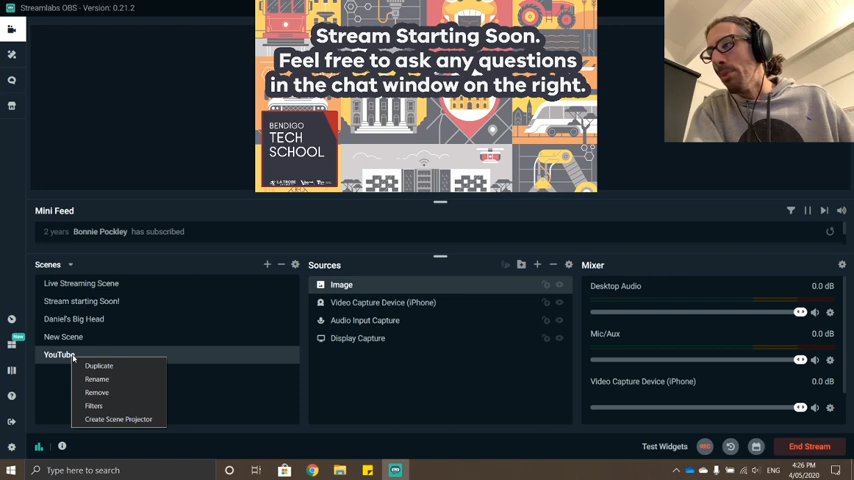 Streamlabs OBS - Version: 0.21.2
Stream Starting Soon.
Feel free to ask any questions
in the chat window on the right.
BENDIGO
TECH
SCHOOL
LA TROBE
Mini Feed
2 years Bonnie Pockley has subscribed
Scenes
Live Streaming Scene
Stream starting Soon!
Daniel's Big Head
New Scene
YouTube
Duplicate
Rename
Remove
Filters
Create Scene Projector
Sources
Image
Video Capture Device (iPhone)
Audio Input Capture
Display Capture
Mixer
Desktop Audio 0.0 dB
Mic/Aux 0.0 dB
Video Capture Device (iPhone) 0.0 dB
New
Test Widgets REC End Stream
Type here to search
ENG
4:26 PM
4/05/2020